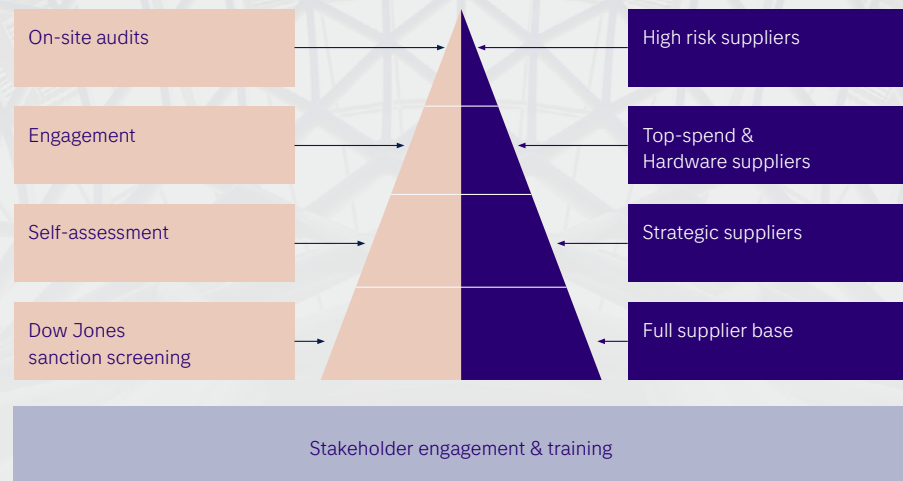 On-site audits
High risk suppliers
Engagement
Top-spend &
Hardware suppliers
Self-assessment
Strategic suppliers
Dow Jones
sanction screening
Full supplier base
Stakeholder engagement & training